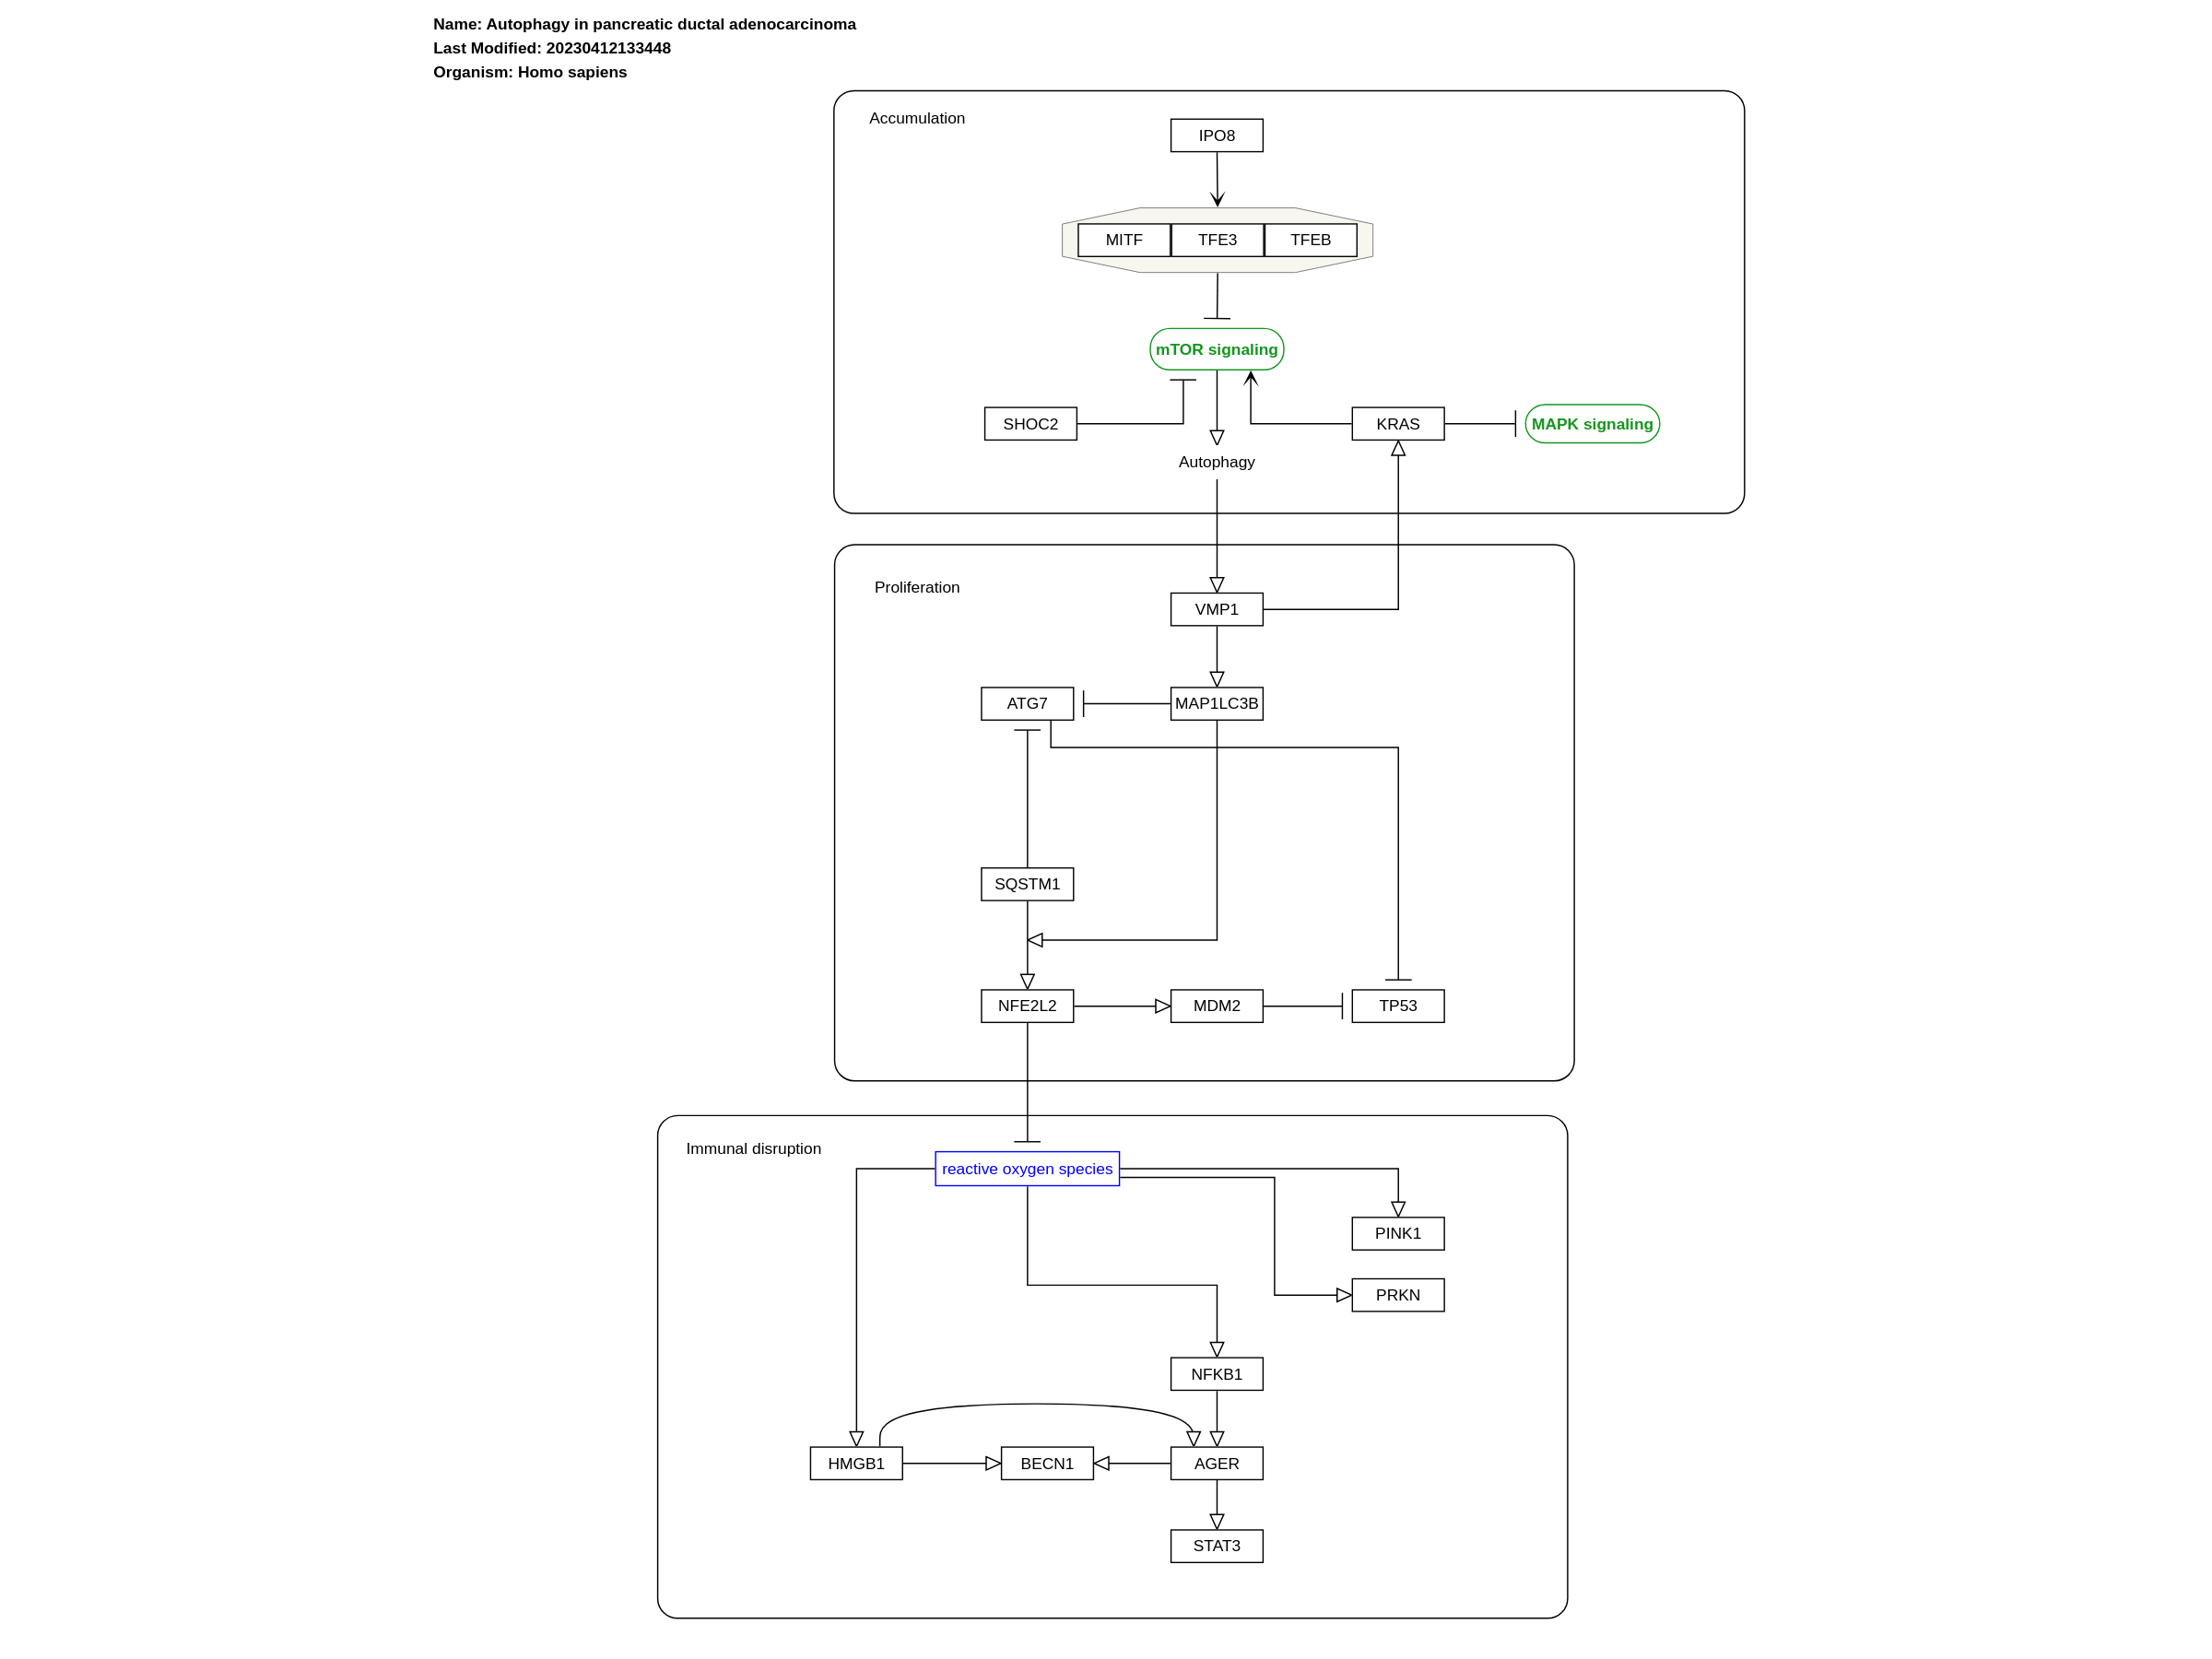 Name: Autophagy in pancreatic ductal adenocarcinoma
Last Modified: 20230412133448
Organism: Homo sapiens
Accumulation
IPO8
MITF TFE3 TFEB
mTOR signaling
SHOC2 KRAS MAPK signaling
Autophagy
Proliferation
VMP1
ATG7 MAP1LC3B
SQSTM1
NFE2L2 MDM2 TP53
Immunal disruption
reactive oxygen species
PINK1
PRKN
NFKB1
HMGB1 BECN1 AGER
STAT3